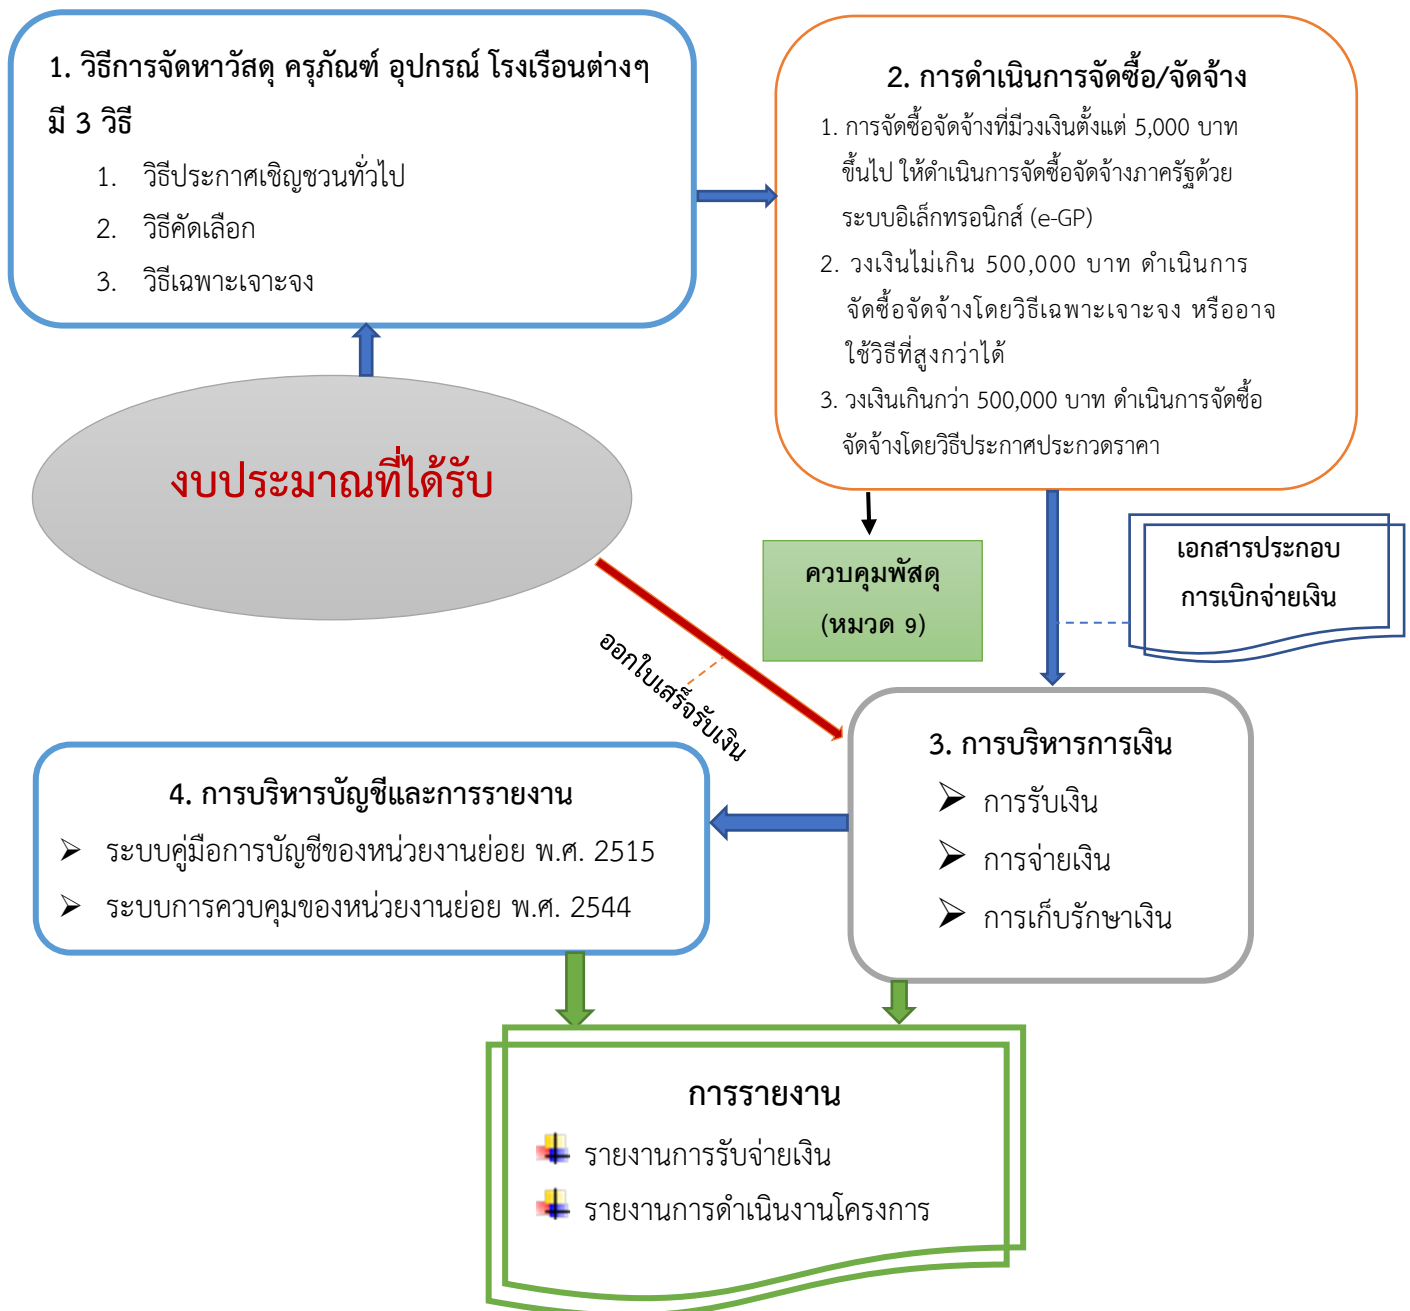 1. วิธีการจัดหาวัสดุ ครุภัณฑ์ อุปกรณ์ โรงเรือนต่างๆ
มี 3 วิธี
1. วิธีประกาศเชิญชวนทั่วไป
2. วิธีคัดเลือก
3. วิธีเฉพาะเจาะจง
2. การดำเนินการจัดซื้อ/จัดจ้าง
1. การจัดซื้อจัดจ้างที่มีวงเงินตั้งแต่ 5,000 บาท
ขึ้นไป ให้ดำเนินการจัดซื้อจัดจ้างภาครัฐด้วย
ระบบอิเล็กทรอนิกส์ (e-GP)
2. วงเงินไม่เกิน 500,000 บาท ดำเนินการ
จัดซื้อจัดจ้างโดยวิธีเฉพาะเจาะจง หรืออาจ
ใช้วิธีที่สูงกว่าได้
3. วงเงินเกินกว่า 500,000 บาท ดำเนินการจัดซื้อ
จัดจ้างโดยวิธีประกาศประกวดราคา
งบประมาณที่ได้รับ
ควบคุมพัสดุ
(หมวด 9)
เอกสารประกอบ
การเบิกจ่ายเงิน
ออกใบเสร็จรับเงิน
3. การบริหารการเงิน
การรับเงิน
การจ่ายเงิน
การเก็บรักษาเงิน
4. การบริหารบัญชีและการรายงาน
ระบบคู่มือการบัญชีของหน่วยงานย่อย พ.ศ. 2515
ระบบการควบคุมของหน่วยงานย่อย พ.ศ. 2544
การรายงาน
รายงานการรับจ่ายเงิน
รายงานการดำเนินงานโครงการ